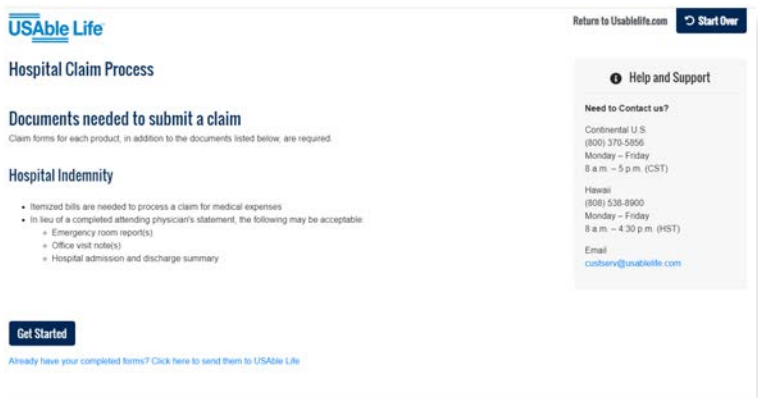 USAble Life
Return to Usablelife.com
Start Over
Hospital Claim Process
Documents needed to submit a claim
Claim forms for each product, in addition to the documents listed below, are required.
Hospital Indemnity
Itemized bills are needed to process a claim for medical expenses
In lieu of a completed attending physician's statement, the following may be acceptable
Emergency room report(s)
Office visit note(s)
Hospital admission and discharge summary
Get Started
Already have your completed forms? Click here to send them to USAble Life
Help and Support
Need to Contact us?
Continental U.S.
(800) 370-5856
Monday – Friday
8 a.m. – 5 p.m. (CST)
Hawaii
(808) 538-8900
Monday – Friday
8 a.m. – 4:30 p.m. (HST)
Email
custserv@usablelife.com